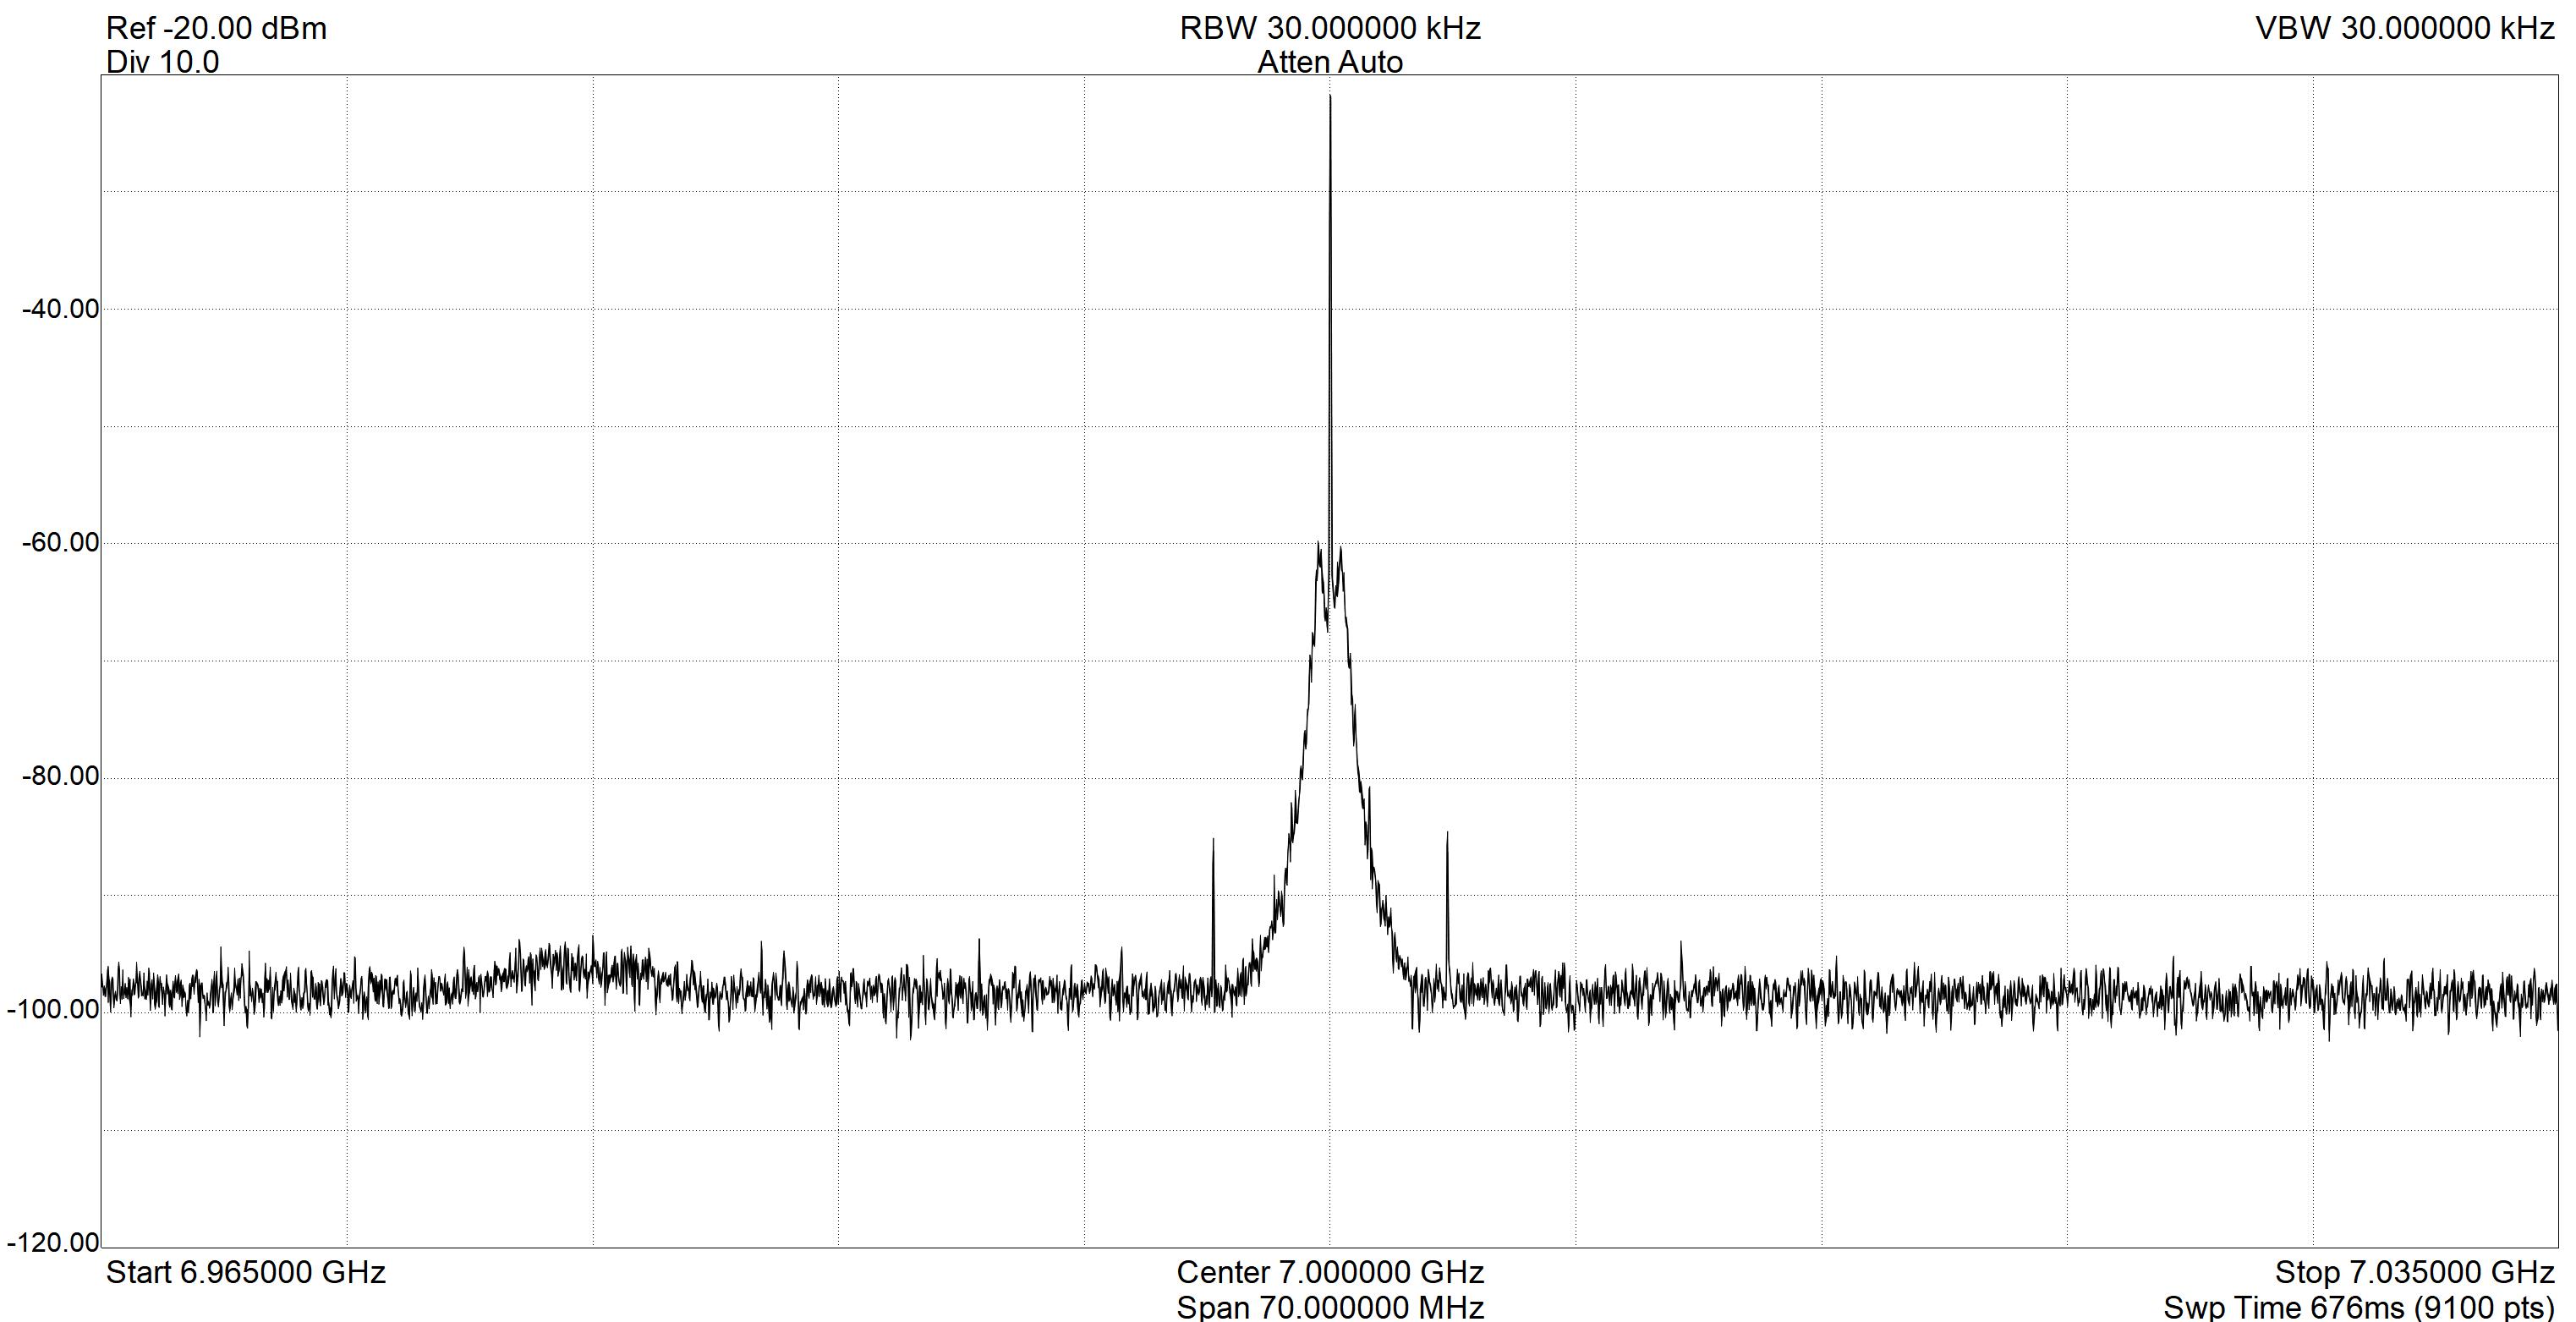 Ref -20.00 dBm
RBW 30.000000 kHz
VBW 30.000000 kHz
Div 10.0
Atten Auto
-40.00
-60.00
-80.00
-100.00
-120.00
Start 6.965000 GHz
Center 7.000000 GHz
Stop 7.035000 GHz
Span 70.000000 MHz
Swp Time 676ms (9100 pts)